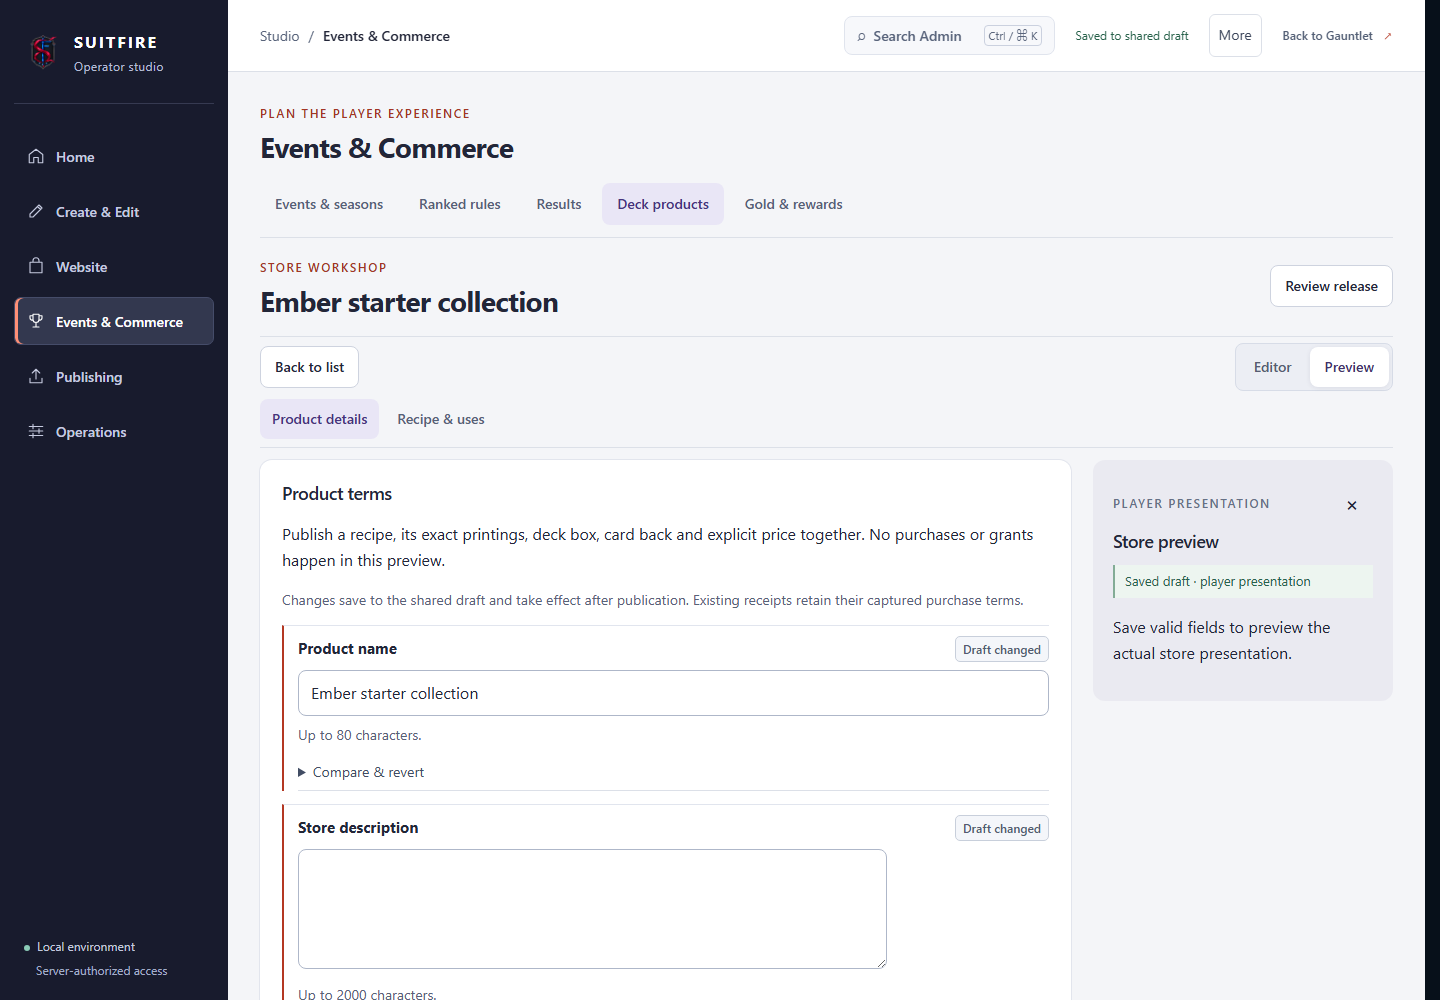 SUITFIRE
Operator studio
Home
Create & Edit
Website
Events & Commerce
Publishing
Operations
Local environment
Server-authorized access
Studio / Events & Commerce
Search Admin
Ctrl / ⌘ K
Saved to shared draft
More
Back to Gauntlet ↗
PLAN THE PLAYER EXPERIENCE
Events & Commerce
Events & seasons
Ranked rules
Results
Deck products
Gold & rewards
STORE WORKSHOP
Ember starter collection
Review release
Back to list
Editor
Preview
Product details
Recipe & uses
Product terms
Publish a recipe, its exact printings, deck box, card back and explicit price together. No purchases or grants
happen in this preview.
Changes save to the shared draft and take effect after publication. Existing receipts retain their captured purchase terms.
Product name
Draft changed
Ember starter collection
Up to 80 characters.
Compare & revert
Store description
Draft changed
Up to 2000 characters.
PLAYER PRESENTATION
Store preview
Saved draft · player presentation
Save valid fields to preview the
actual store presentation.